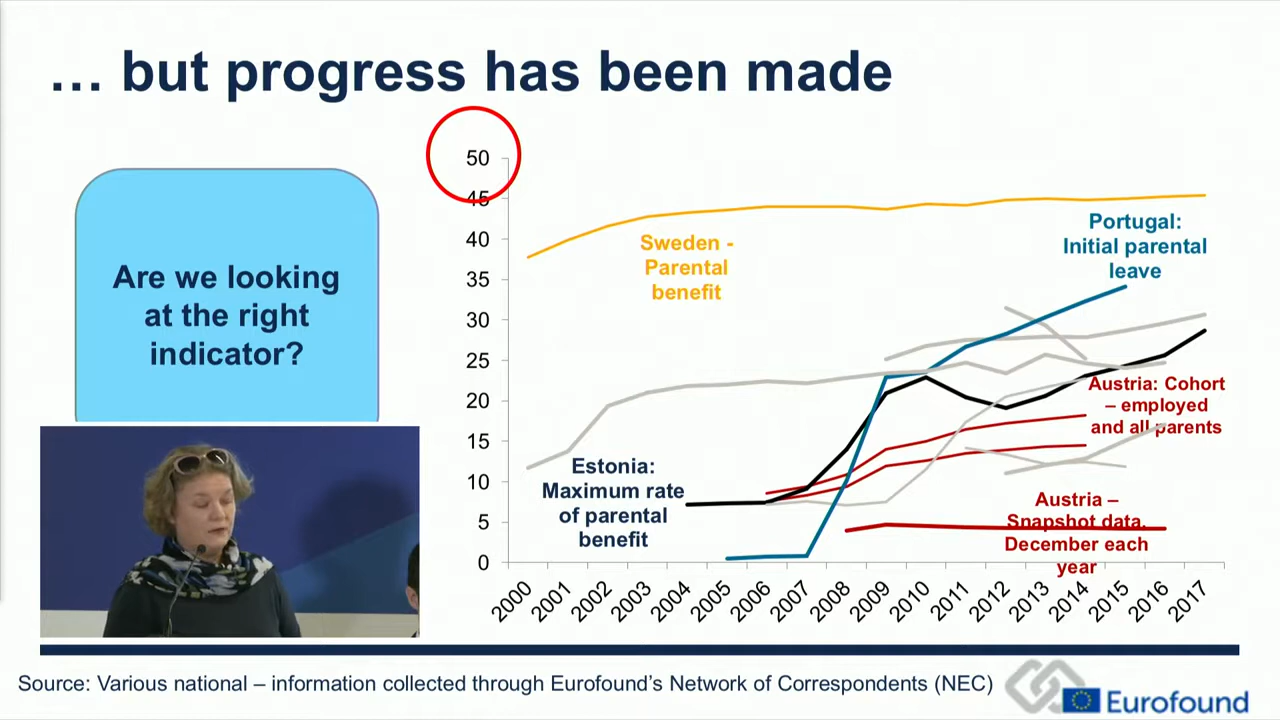 … but progress has been made
Are we looking
at the right
indicator?
50
45
40
35
30
25
20
15
10
5
0
Sweden -
Parental
benefit
Portugal:
Initial parental
leave
Austria: Cohort
– employed
and all parents
Estonia:
Maximum rate
of parental
benefit
Austria –
Snapshot data,
December each
year
2000
2001
2002
2003
2004
2005
2006
2007
2008
2009
2010
2011
2012
2013
2014
2015
2016
2017
Source: Various national – information collected through Eurofound's Network of Correspondents (NEC)
Eurofound